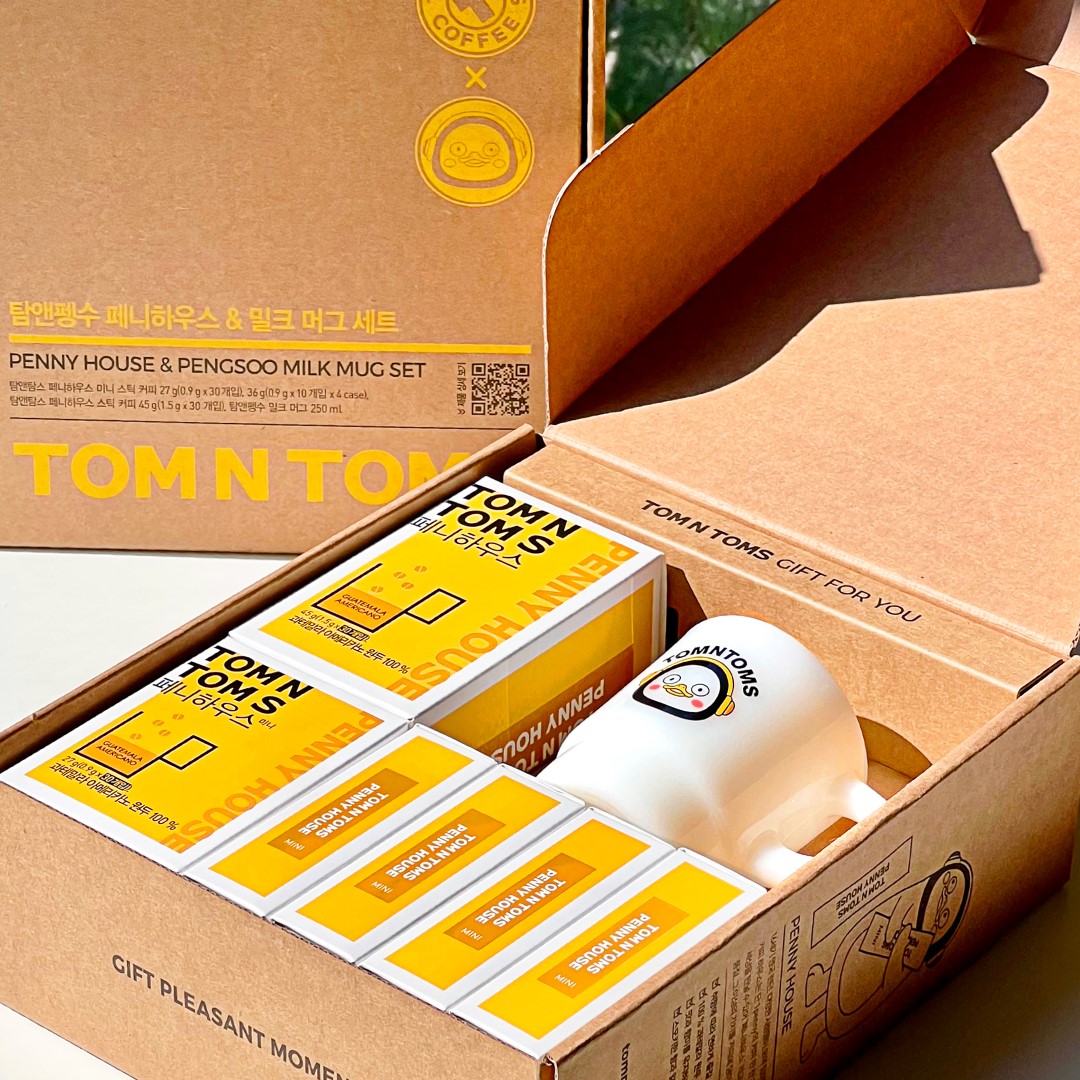 COFFEE
X
탐앤펭수 페니하우스 & 밀크 머그 세트
PENNY HOUSE & PENGSOO MILK MUG SET
탐앤탐스 페니하우스 미니 스틱 커피 27 g(0.9 g x 30개입), 36 g(0.9 g x 10 개입 x 4 case),
탐앤탐스 페니하우스 스틱 커피 45 g(1.5 g x 30 개입), 탐앤펭수 밀크 머그 250 ml
TOM N TOM
TOM N TOMS GIFT FOR YOU
TOM N
TOMS
페니하우스
PENNY HOUSE
GUATEMALA
AMERICANO
45 g(1.5 g x 30개입)
과테말라 아메리카노 원두 100 %
PENNY HOUSE
TOMNTOMS
TOM N
TOMS
페니하우스 미니
PENNY HOUSE
GUATEMALA
AMERICANO
27 g(0.9 g x 30개입)
과테말라 아메리카노 원두 100 %
TOM N TOMS
PENNY HOUSE
MINI
TOM N TOMS
PENNY HOUSE
MINI
TOM N TOMS
PENNY HOUSE
MINI
TOM N TOMS
PENNY HOUSE
MINI
GIFT PLEASANT MOMEN
TOM N TOMS
PENNY HOUSE
PENNY HOUSE